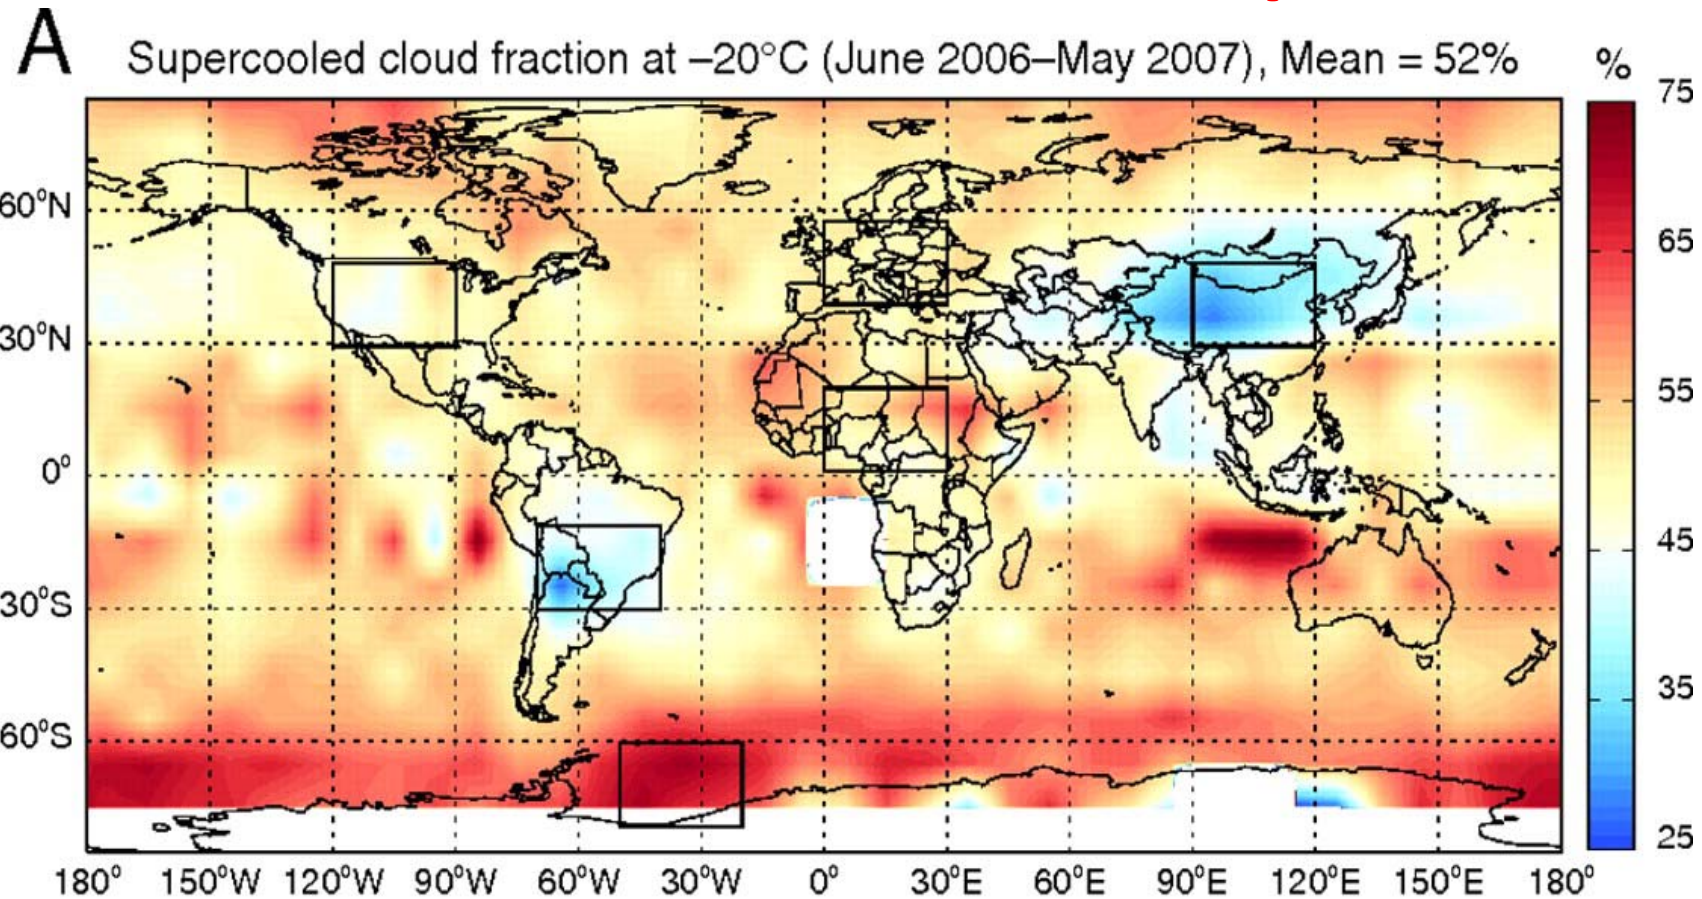 A
Supercooled cloud fraction at –20°C (June 2006–May 2007), Mean = 52%
%
75
65
55
45
35
25
60°N
30°N
0°
30°S
60°S
180° 150°W 120°W 90°W 60°W 30°W 0° 30°E 60°E 90°E 120°E 150°E 180°